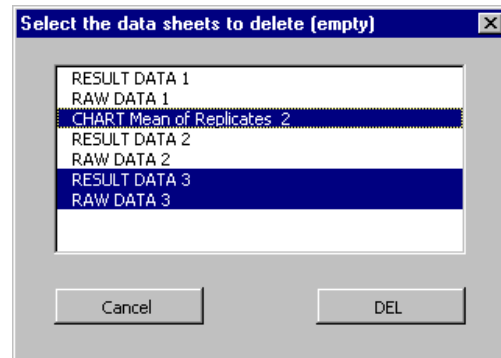 Select the data sheets to delete (empty)
RESULT DATA 1
RAW DATA 1
CHART Mean of Replicates  2
RESULT DATA 2
RAW DATA 2
RESULT DATA 3
RAW DATA 3
Cancel
DEL